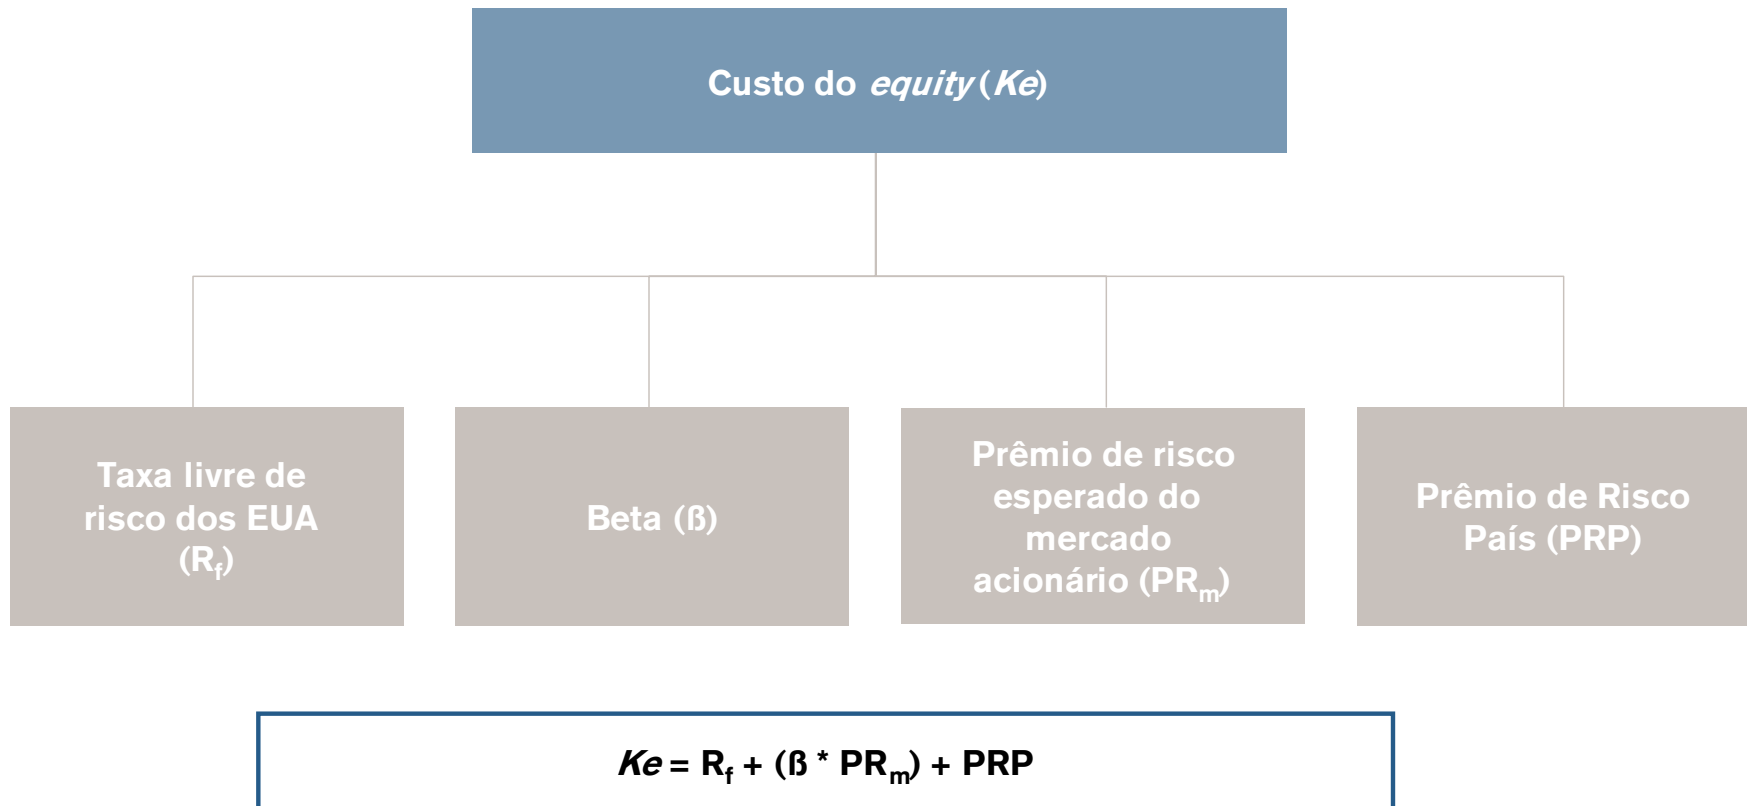 Custo do equity (Ke)
Taxa livre de
risco dos EUA
(Rf)
Beta (ß)
Prêmio de risco
esperado do
mercado
acionário (PRm)
Prêmio de Risco
País (PRP)
Ke = Rf + (ß * PRm) + PRP